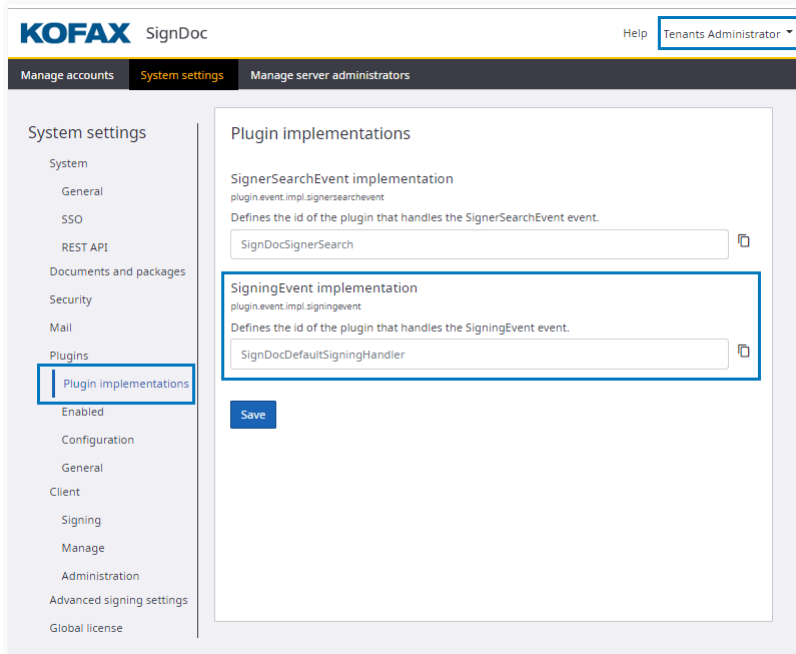 KOFAX SignDoc
Help Tenants Administrator
Manage accounts System settings Manage server administrators
System settings
System
General
SSO
REST API
Documents and packages
Security
Mail
Plugins
Plugin implementations
Enabled
Configuration
General
Client
Signing
Manage
Administration
Advanced signing settings
Global license
Plugin implementations
SignerSearchEvent implementation
plugin.event.impl.signersearchevent
Defines the id of the plugin that handles the SignerSearchEvent event.
SignDocSignerSearch
SigningEvent implementation
plugin.event.impl.signingevent
Defines the id of the plugin that handles the SigningEvent event.
SignDocDefaultSigningHandler
Save